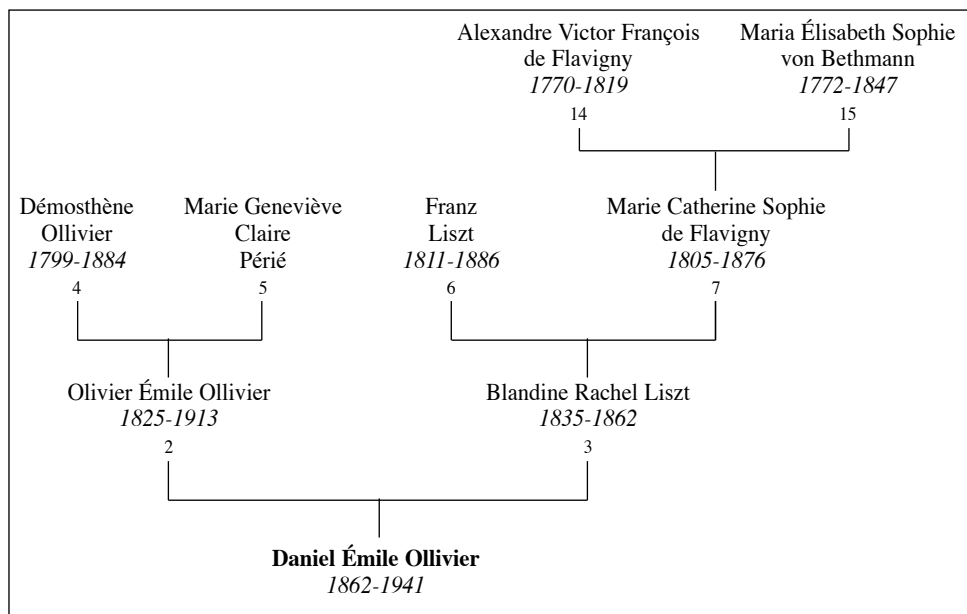 Alexandre Victor François
de Flavigny
1770-1819
14
Maria Élisabeth Sophie
von Bethmann
1772-1847
15
Démosthène
Ollivier
1799-1884
4
Marie Geneviève
Claire
Périé
5
Franz
Liszt
1811-1886
6
Marie Catherine Sophie
de Flavigny
1805-1876
7
Olivier Émile Ollivier
1825-1913
2
Blandine Rachel Liszt
1835-1862
3
Daniel Émile Ollivier
1862-1941